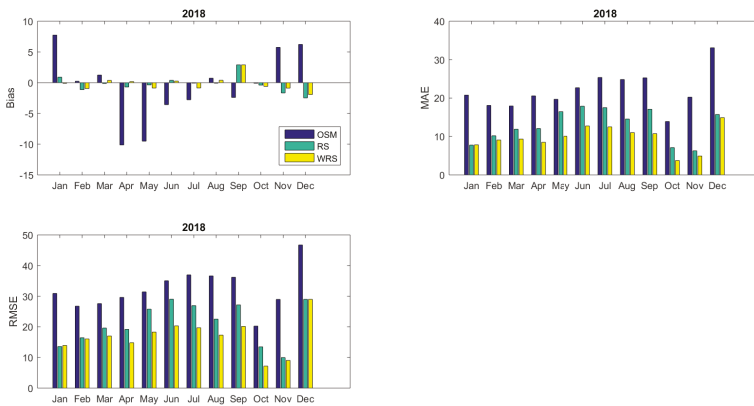 2018
Bias
10
5
0
-5
-10
-15
Jan Feb Mar Apr May Jun Jul Aug Sep Oct Nov Dec
OSM
RS
WRS
2018
MAE
40
30
20
10
0
Jan Feb Mar Apr May Jun Jul Aug Sep Oct Nov Dec
2018
RMSE
50
40
30
20
10
0
Jan Feb Mar Apr May Jun Jul Aug Sep Oct Nov Dec